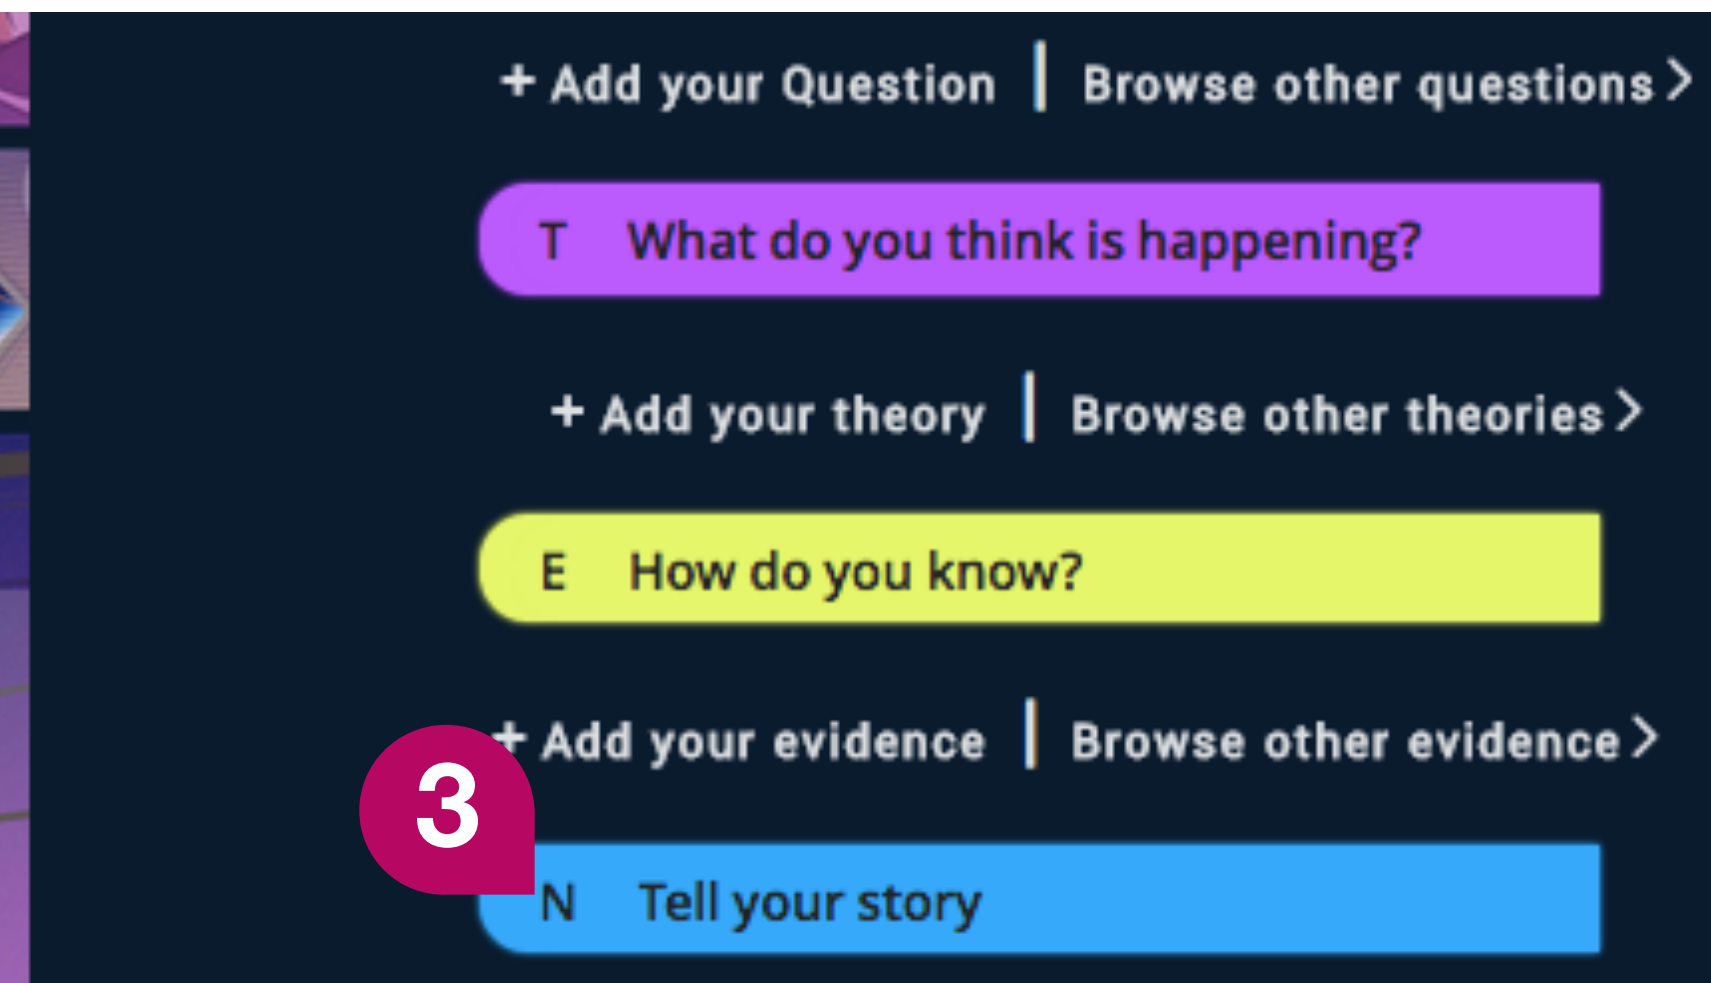 + Add your Question | Browse other questions >
T What do you think is happening?
+ Add your theory | Browse other theories >
E How do you know?
+ Add your evidence | Browse other evidence >
3
N Tell your story